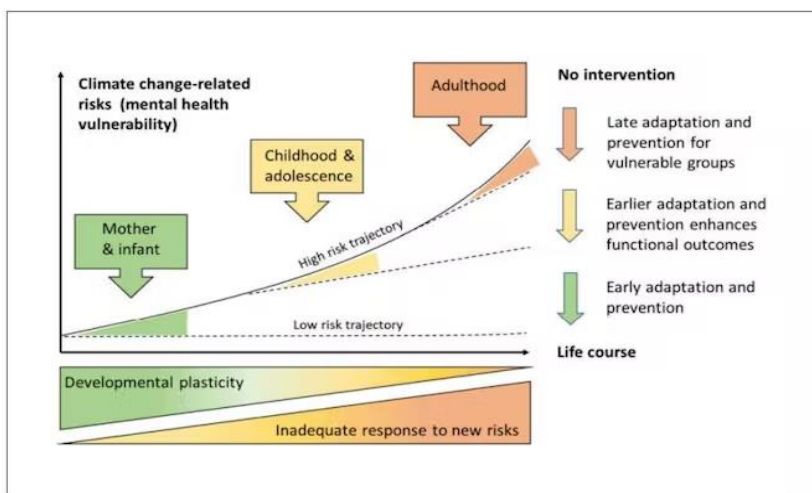 Climate change-related
risks (mental health
vulnerability)
Adulthood
No intervention
Late adaptation and
prevention for
vulnerable groups
Childhood &
adolescence
Earlier adaptation and
prevention enhances
functional outcomes
Mother
& infant
High risk trajectory
Early adaptation and
prevention
Low risk trajectory
Life course
Developmental plasticity
Inadequate response to new risks